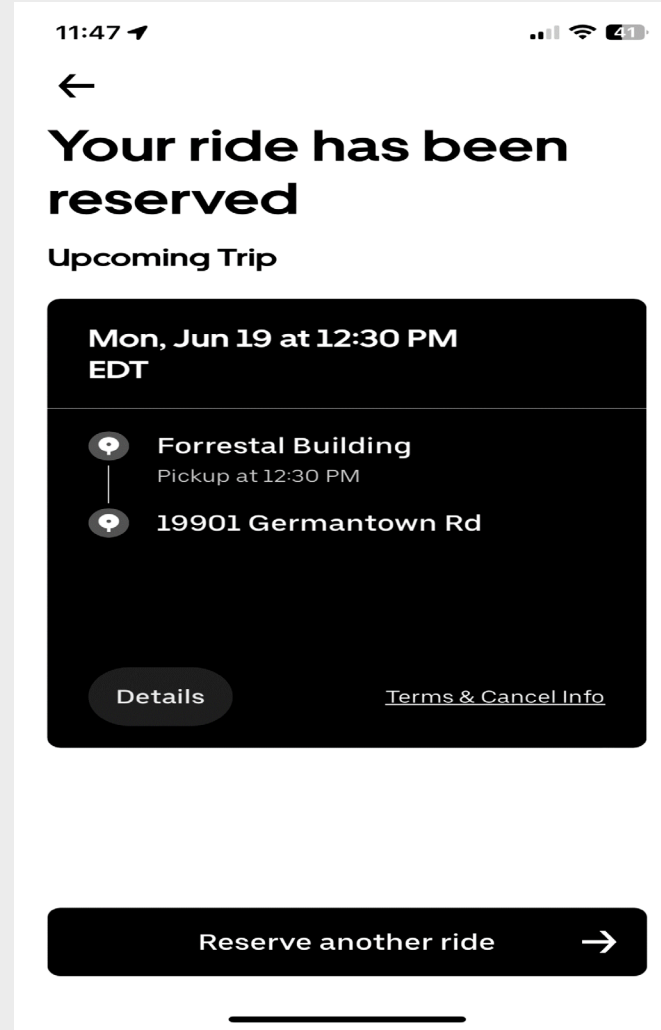 11:47
41
Your ride has been
reserved
Upcoming Trip
Mon, Jun 19 at 12:30 PM
EDT
Forrestal Building
Pickup at 12:30 PM
19901 Germantown Rd
Details
Terms & Cancel Info
Reserve another ride